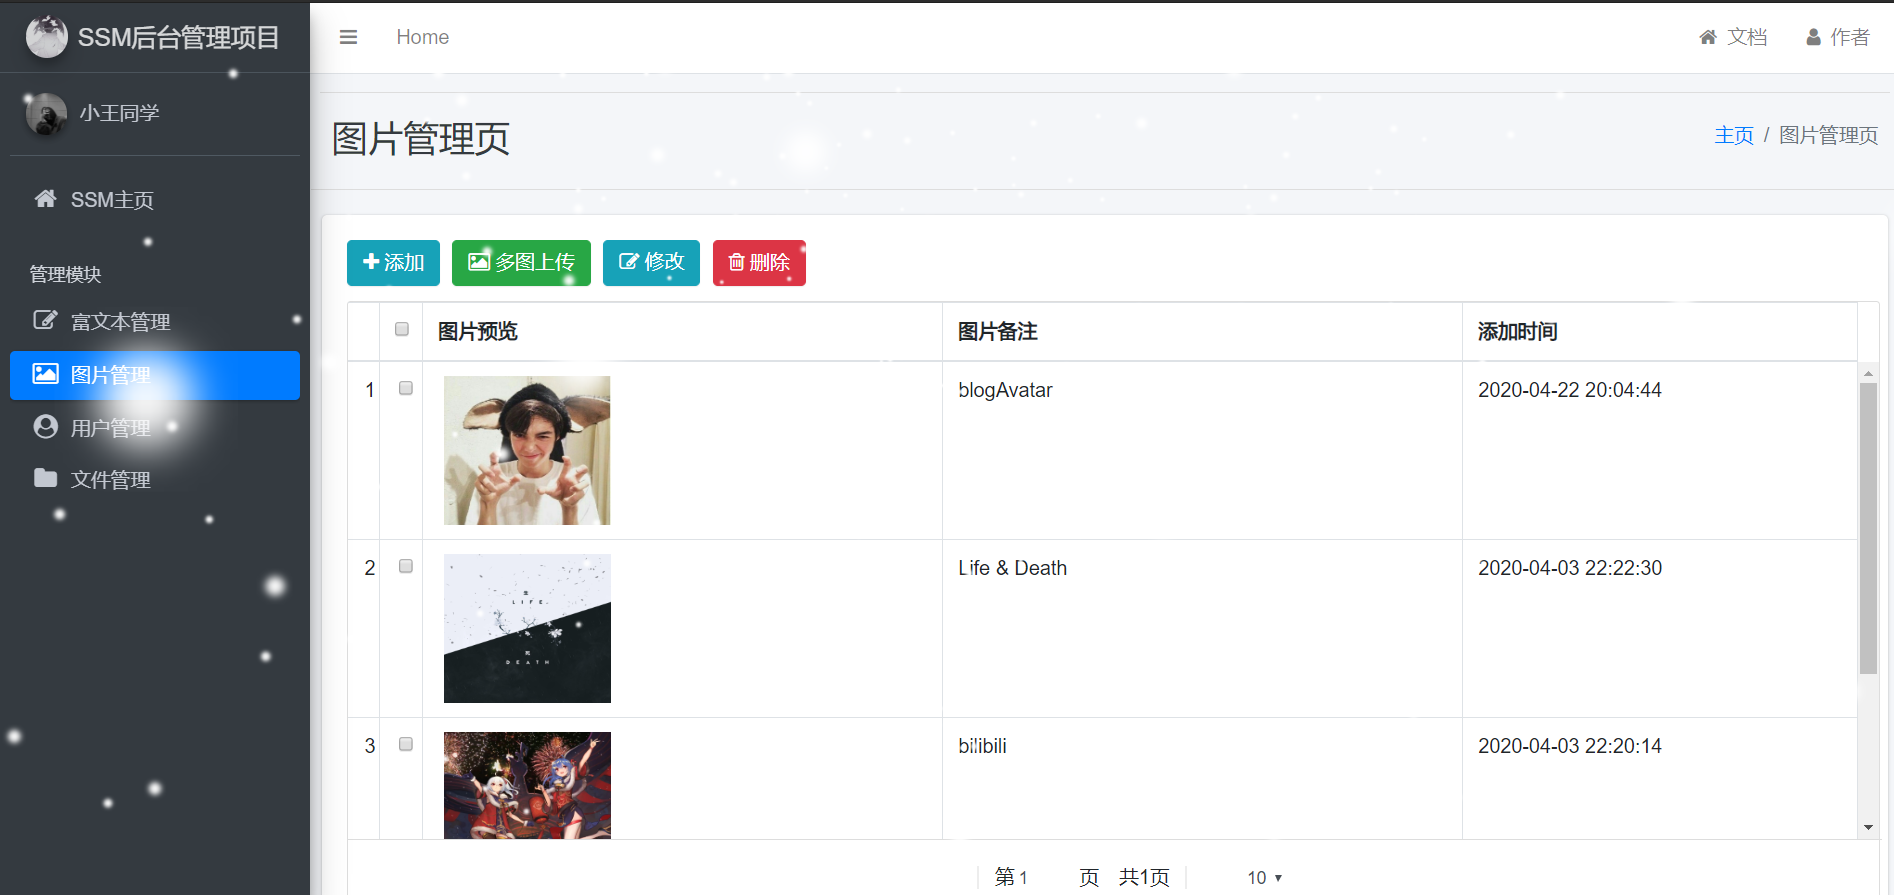 SSM后台管理项目
Home
文档
作者
小王同学
图片管理页
主页 / 图片管理页
SSM主页
管理模块
富文本管理
图片管理
用户管理
文件管理
添加
多图上传
修改
删除
图片预览 图片备注 添加时间
1 blogAvatar 2020-04-22 20:04:44
2 Life & Death 2020-04-03 22:22:30
生
LIFE
死
DEATH
3 bilibili 2020-04-03 22:20:14
第 1 页 共1页 10